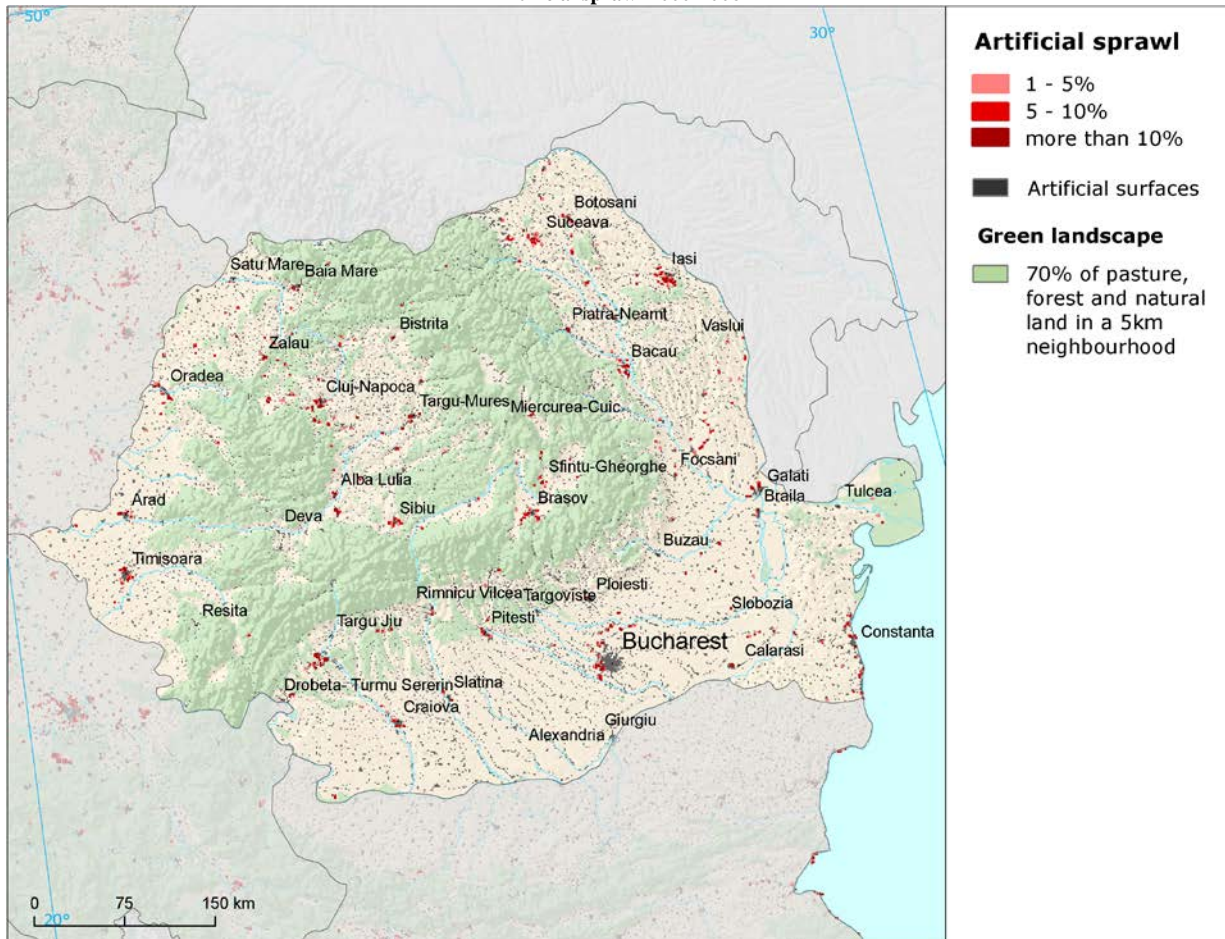 50°
30°
Artificial sprawl
1 - 5%
5 - 10%
more than 10%
Artificial surfaces
Green landscape
70% of pasture,
forest and natural
land in a 5km
neighbourhood
Botosani
Suceava
Iasi
Satu Mare
Baia Mare
Bistrita
Piatra-Neamt
Vaslui
Zalau
Bacau
Oradea
Cluj-Napoca
Targu-Mures
Miercurea-Cuic
Sfintu-Gheorghe
Focsani
Alba Lulia
Galati
Braila
Tulcea
Arad
Deva
Sibiu
Brasov
Buzau
Timisoara
Rimnicu Vilcea
Targoviste
Ploiesti
Resita
Slobozia
Targu Jiu
Pitesti
Bucharest
Constanta
Calarasi
Drobeta- Turmu Sererin
Slatina
Craiova
Giurgiu
Alexandria
0 75 150 km
20°